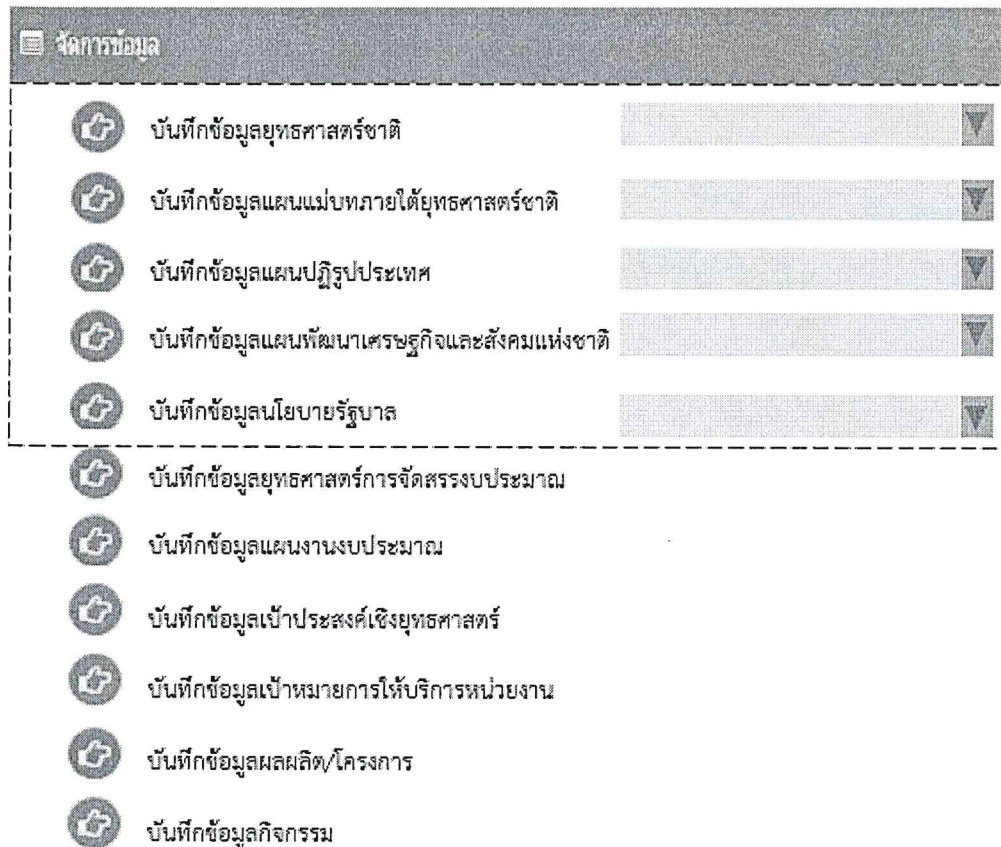 จัดการข้อมูล
บันทึกข้อมูลยุทธศาสตร์ชาติ
บันทึกข้อมูลแผนแม่บทภายใต้ยุทธศาสตร์ชาติ
บันทึกข้อมูลแผนปฏิรูปประเทศ
บันทึกข้อมูลแผนพัฒนาเศรษฐกิจและสังคมแห่งชาติ
บันทึกข้อมูลนโยบายรัฐบาล
บันทึกข้อมูลยุทธศาสตร์การจัดสรรงบประมาณ
บันทึกข้อมูลแผนงานงบประมาณ
บันทึกข้อมูลเป้าประสงค์เชิงยุทธศาสตร์
บันทึกข้อมูลเป้าหมายการให้บริการหน่วยงาน
บันทึกข้อมูลผลผลิต/โครงการ
บันทึกข้อมูลกิจกรรม